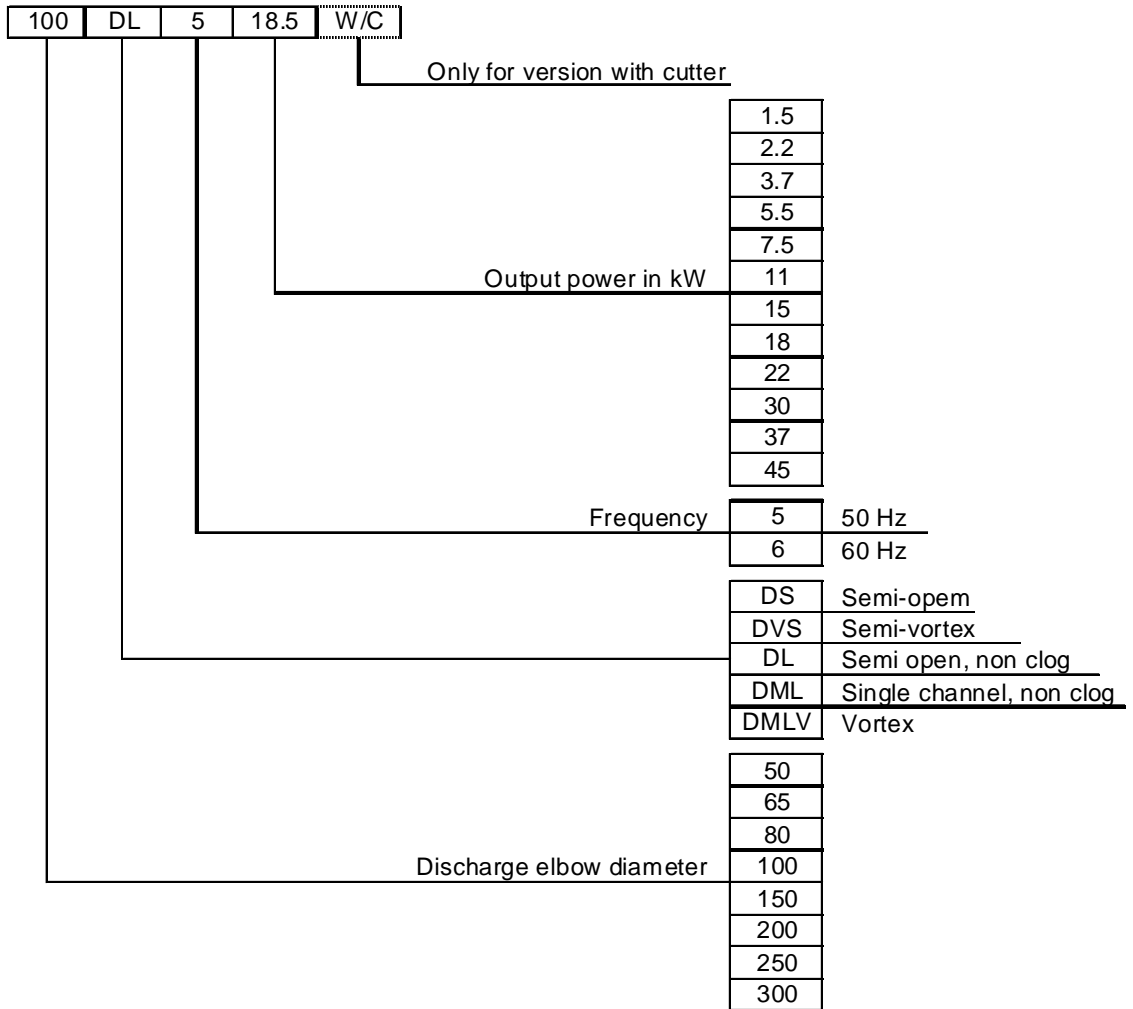 100 DL 5 18.5 W/C
Only for version with cutter
1.5
2.2
3.7
5.5
7.5
Output power in kW 11
15
18
22
30
37
45
Frequency 5 50 Hz
6 60 Hz
DS Semi-opem
DVS Semi-vortex
DL Semi open, non clog
DML Single channel, non clog
DMLV Vortex
50
65
80
Discharge elbow diameter 100
150
200
250
300